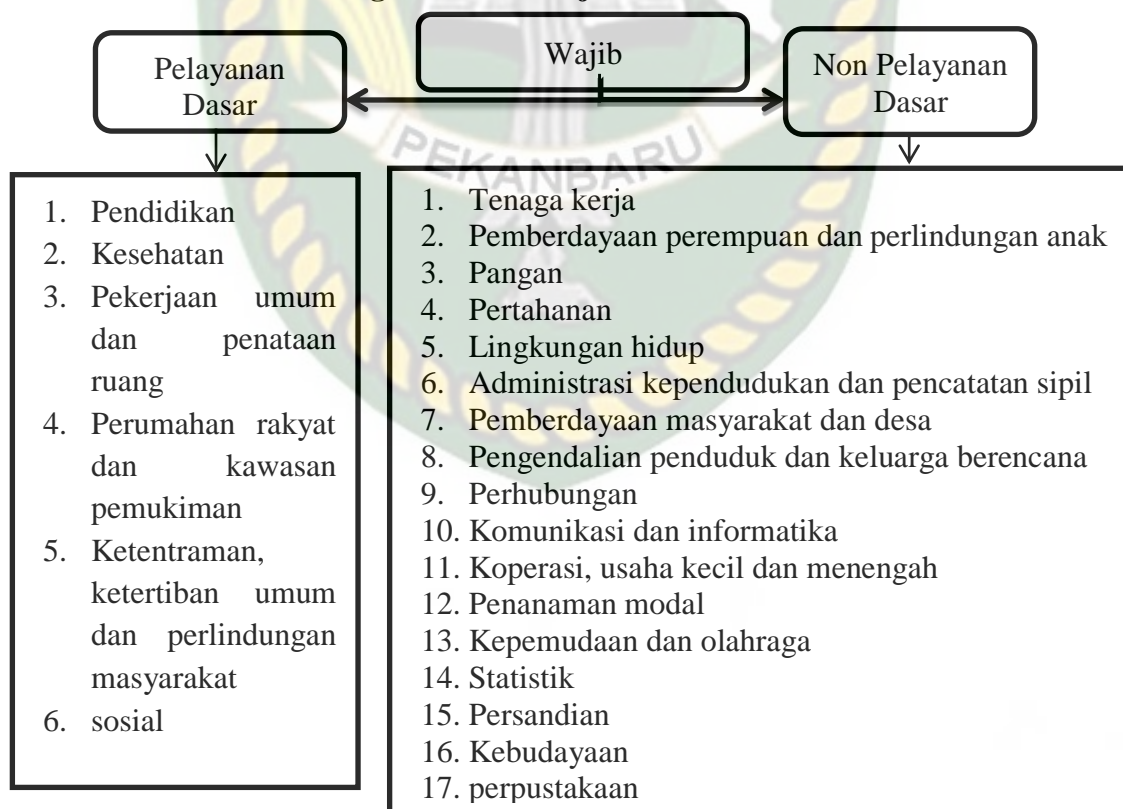 Wajib
Pelayanan
Dasar
Non Pelayanan
Dasar
PEKANBARU
1. Pendidikan
2. Kesehatan
3. Pekerjaan umum
dan penataan
ruang
4. Perumahan rakyat
dan kawasan
pemukiman
5. Ketentraman,
ketertiban umum
dan perlindungan
masyarakat
6. sosial
1. Tenaga kerja
2. Pemberdayaan perempuan dan perlindungan anak
3. Pangan
4. Pertahanan
5. Lingkungan hidup
6. Administrasi kependudukan dan pencatatan sipil
7. Pemberdayaan masyarakat dan desa
8. Pengendalian penduduk dan keluarga berencana
9. Perhubungan
10. Komunikasi dan informatika
11. Koperasi, usaha kecil dan menengah
12. Penanaman modal
13. Kepemudaan dan olahraga
14. Statistik
15. Persandian
16. Kebudayaan
17. perpustakaan